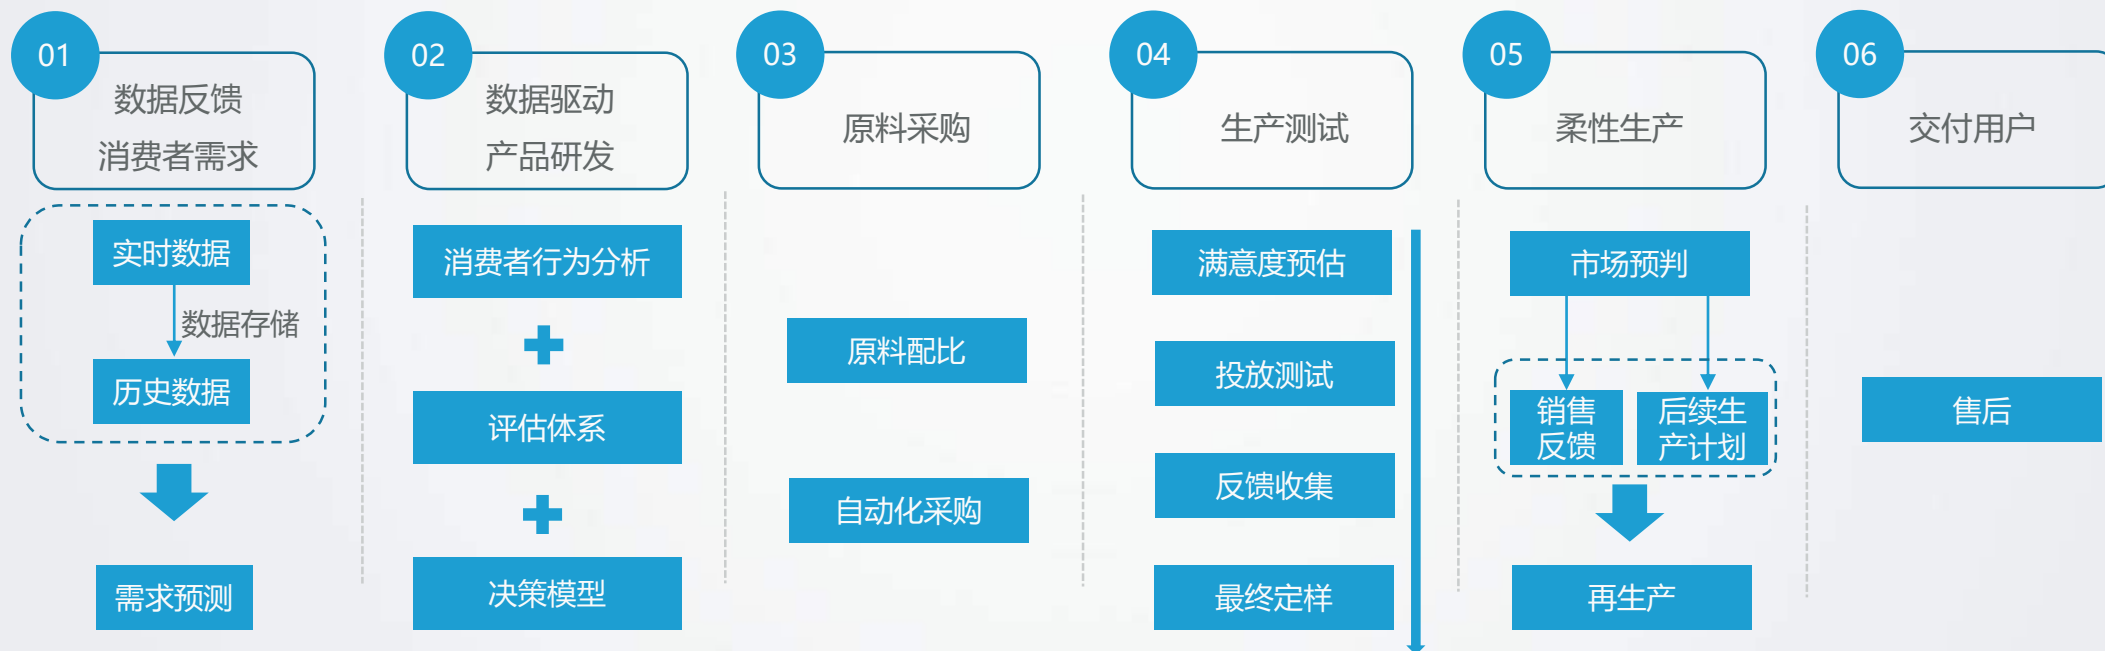 01
数据反馈
消费者需求
实时数据
数据存储
历史数据
需求预测
02
数据驱动
产品研发
消费者行为分析
评估体系
决策模型
03
原料采购
原料配比
自动化采购
04
生产测试
满意度预估
投放测试
反馈收集
最终定样
05
柔性生产
市场预判
销售
反馈
后续生
产计划
再生产
06
交付用户
售后